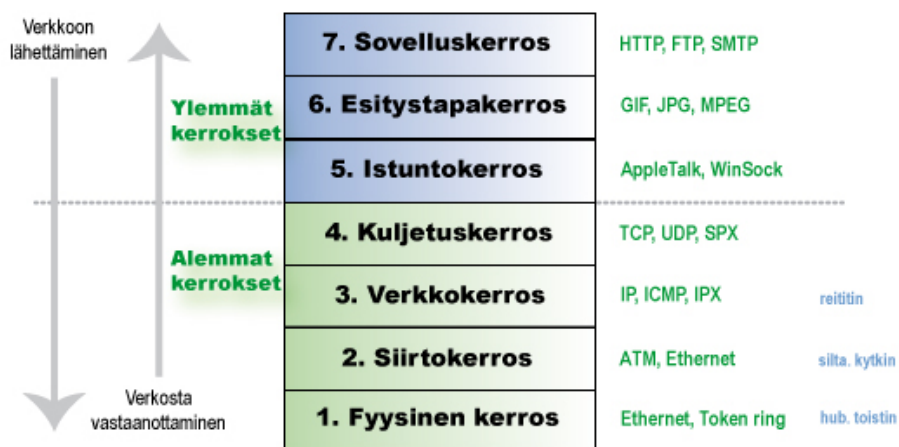 Verkkoon
lähettäminen
7. Sovelluskerros
HTTP, FTP, SMTP
Ylemmät
kerrokset
6. Esitystapakerros
GIF, JPG, MPEG
5. Istuntokerros
AppleTalk, WinSock
Alemmat
kerrokset
4. Kuljetuskerros
TCP, UDP, SPX
3. Verkkokerros
IP, ICMP, IPX
reititin
2. Siirtokerros
ATM, Ethernet
silta. kytkin
Verkosta
vastaanottaminen
1. Fyysinen kerros
Ethernet, Token ring
hub. toistin